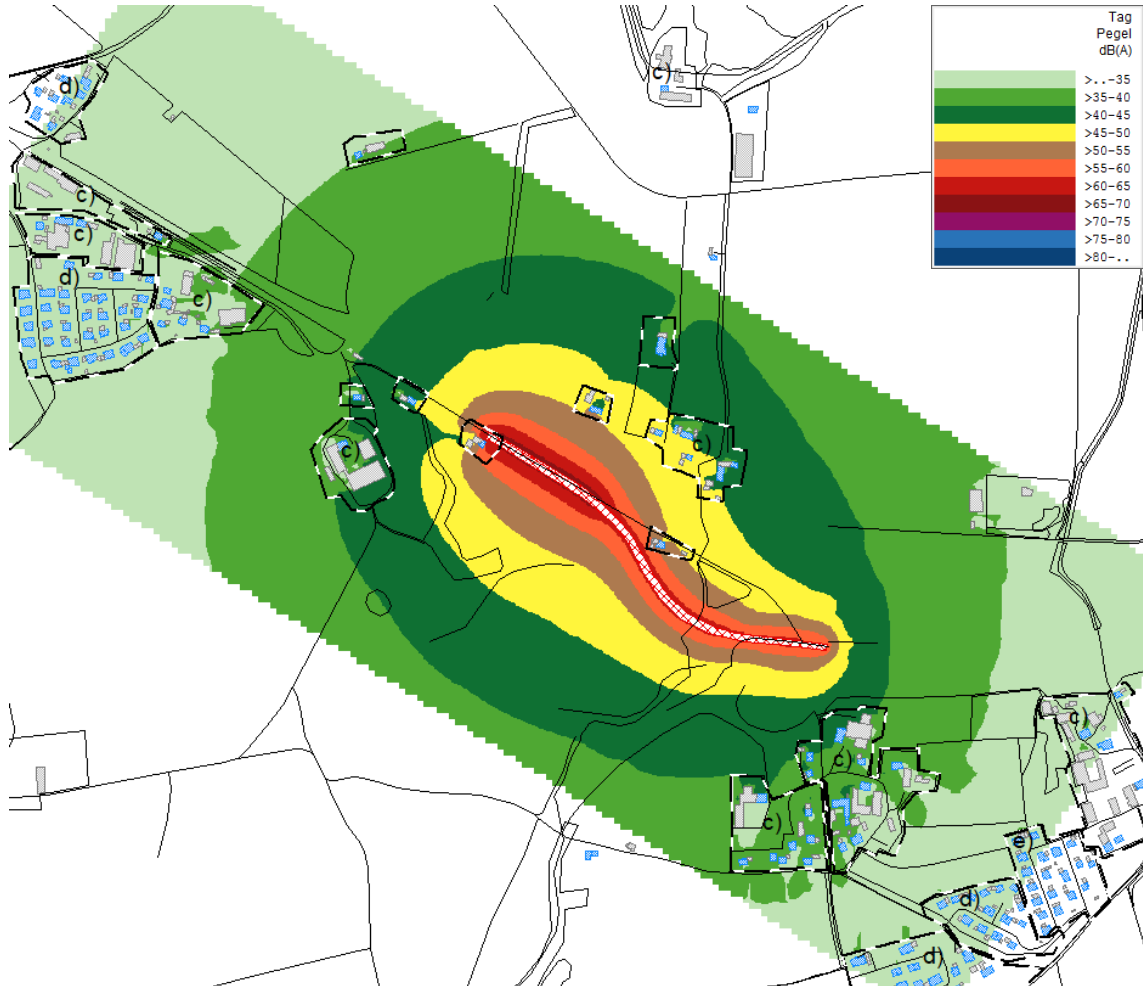 Tag
Pegel
dB(A)
>..-35
>35-40
>40-45
>45-50
>50-55
>55-60
>60-65
>65-70
>70-75
>75-80
>80-..
c)
d)
c)
c)
d)
c)
c)
c)
c)
c)
c)
e)
d)
d)